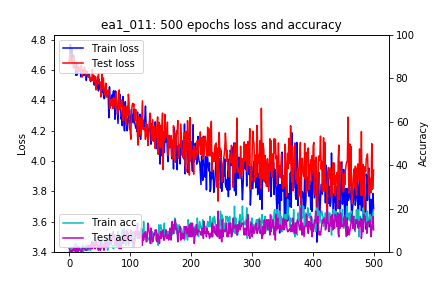 ea1_011: 500 epochs loss and accuracy
Train loss
Test loss
Train acc
Test acc
Loss
4.8
4.6
4.4
4.2
4.0
3.8
3.6
3.4
Accuracy
100
80
60
40
20
0
0
100
200
300
400
500